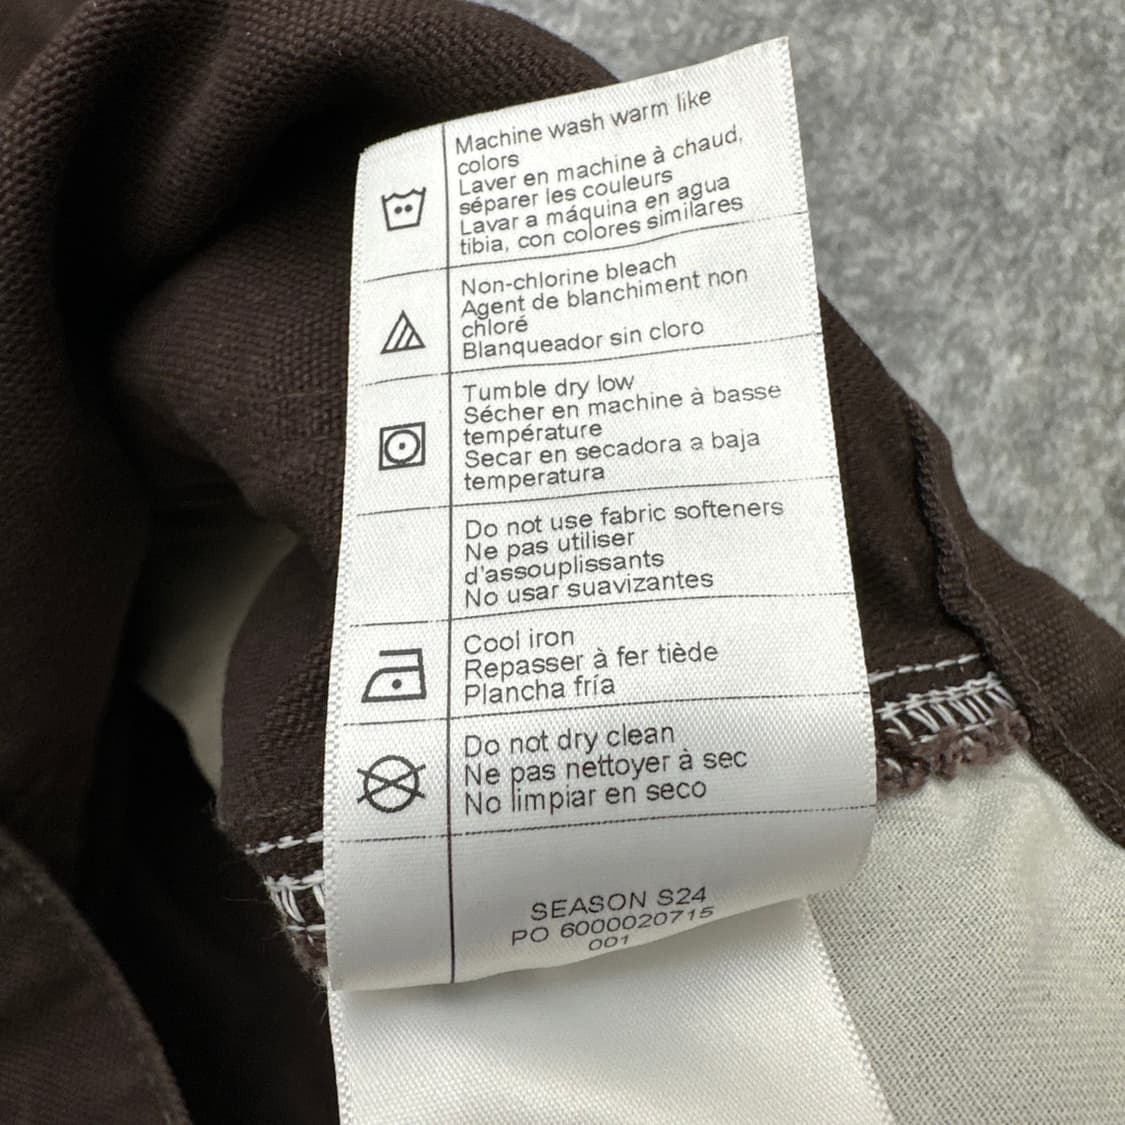 Machine wash warm like
colors
Laver en machine à chaud,
séparer les couleurs
Lavar a máquina en agua
tibia, con colores similares
Non-chlorine bleach
Agent de blanchiment non
chloré
Blanqueador sin cloro
Tumble dry low
Sécher en machine à basse
température
Secar en secadora a baja
temperatura
Do not use fabric softeners
Ne pas utiliser
d'assouplissants
No usar suavizantes
Cool iron
Repasser à fer tiède
Plancha fría
Do not dry clean
Ne pas nettoyer à sec
No limpiar en seco
SEASON S24
PO 6000020715
001